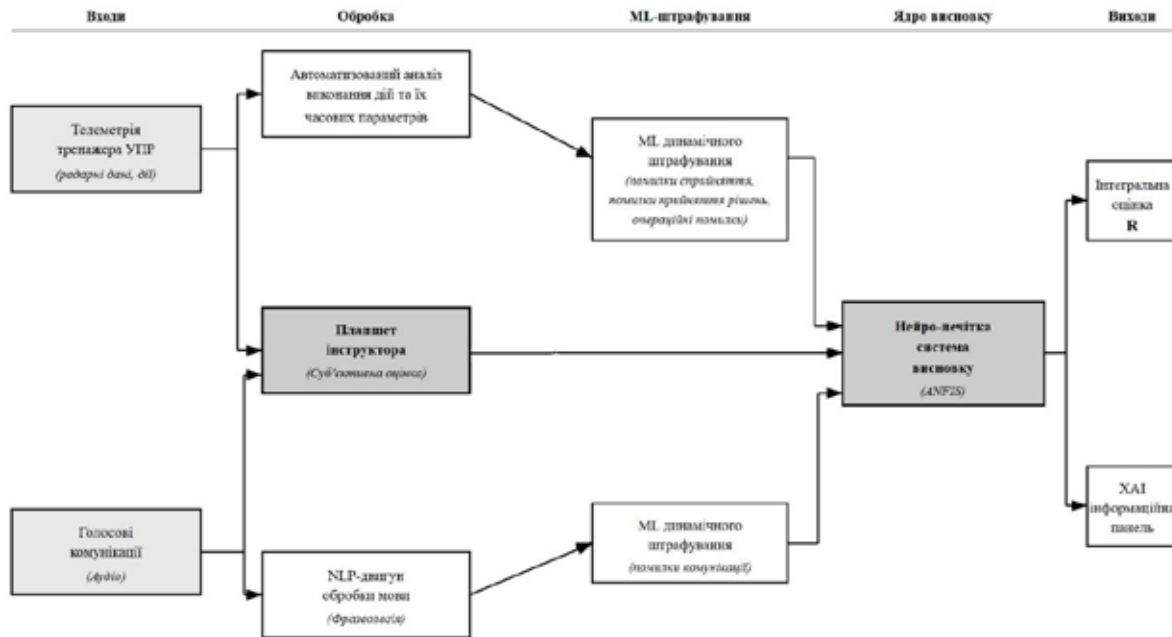 Входи
Обробка
ML-штрафування
Ядро висновку
Виходи
Телеметрія
тренажера УПР
(радарні дані, дії)
Голосові
комунікації
(Аудіо)
Автоматизований аналіз
виконання дій та їх
часових параметрів
Планшет
інструктора
(Суб'єктивна оцінка)
NLP-двигун
обробки мови
(Фразеологія)
ML динамічного
штрафування
(помилки сприйняття,
помилки прийняття рішень,
операційні помилки)
ML динамічного
штрафування
(помилки комунікації)
Нейро-нечітка
система
висновку
(ANFIS)
Інтегральна
оцінка
R
XAI
інформаційна
панель